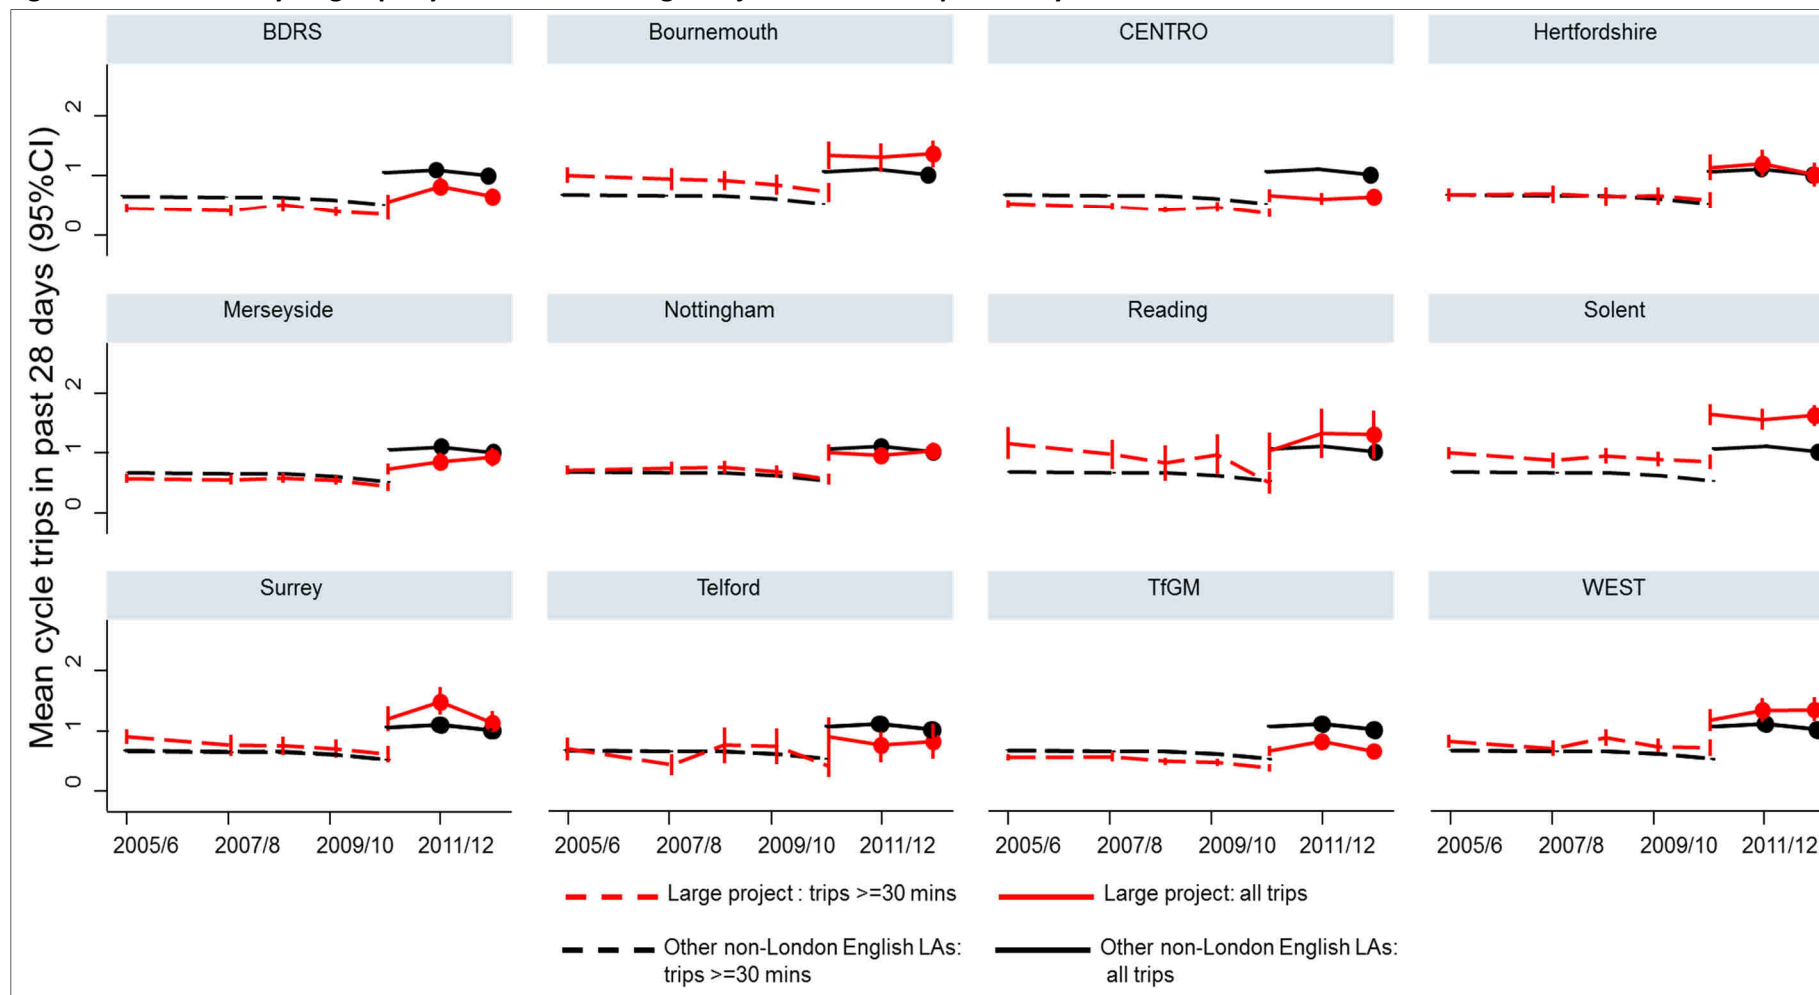 BDRS Bournemouth CENTRO Hertfordshire
2
1
0
Merseyside Nottingham Reading Solent
2
1
0
Surrey Telford TfGM WEST
2
1
0
Mean cycle trips in past 28 days (95%CI)
2005/6 2007/8 2009/10 2011/12 2005/6 2007/8 2009/10 2011/12 2005/6 2007/8 2009/10 2011/12 2005/6 2007/8 2009/10 2011/12
Large project : trips >=30 mins Large project: all trips
Other non-London English LAs: Other non-London English LAs:
trips >=30 mins all trips